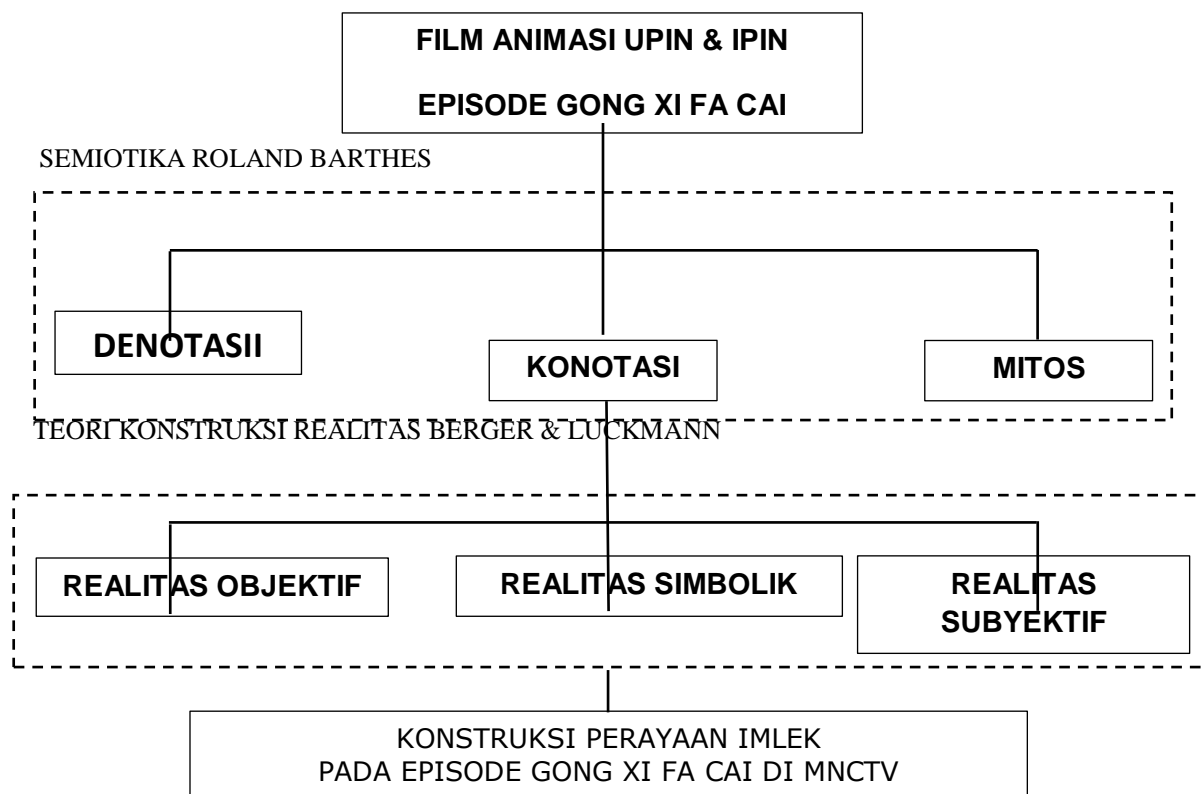 FILM ANIMASI UPIN & IPIN
EPISODE GONG XI FA CAI
SEMIOTIKA ROLAND BARTHES
DENOTASII
KONOTASI
MITOS
TEORI KONSTRUKSI REALITAS BERGER & LUCKMANN
REALITAS OBJEKTIF
REALITAS SIMBOLIK
REALITAS
SUBYEKTIF
KONSTRUKSI PERAYAAN IMLEK
PADA EPISODE GONG XI FA CAI DI MNCTV